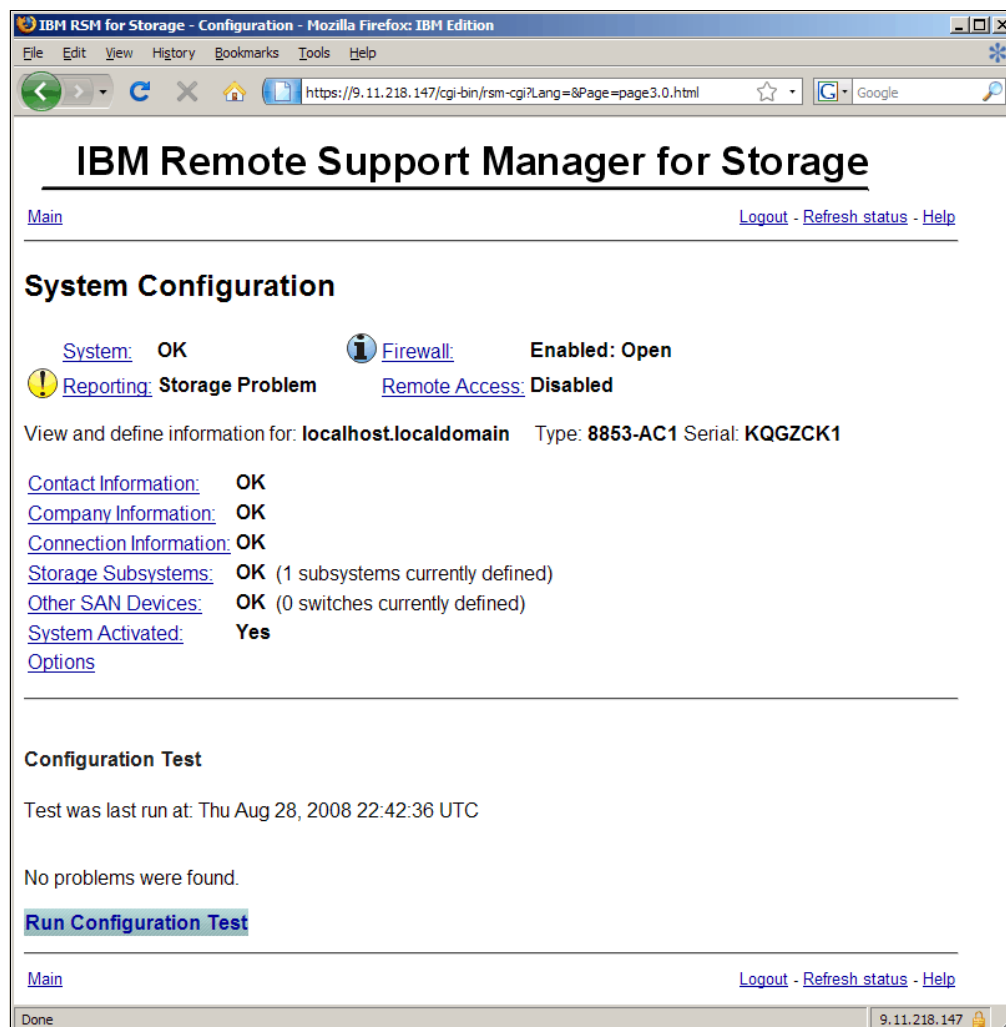 IBM RSM for Storage - Configuration - Mozilla Firefox: IBM Edition
File Edit View History Bookmarks Tools Help
https://9.11.218.147/cgi-bin/rsm-cgi?Lang=&Page=page3.0.html G Google
IBM Remote Support Manager for Storage
Main Logout - Refresh status - Help
System Configuration
System: OK Firewall: Enabled: Open
Reporting: Storage Problem Remote Access: Disabled
View and define information for: localhost.localdomain Type: 8853-AC1 Serial: KQGZCK1
Contact Information: OK
Company Information: OK
Connection Information: OK
Storage Subsystems: OK (1 subsystems currently defined)
Other SAN Devices: OK (0 switches currently defined)
System Activated: Yes
Options
Configuration Test
Test was last run at: Thu Aug 28, 2008 22:42:36 UTC
No problems were found.
Run Configuration Test
Main Logout - Refresh status - Help
Done 9.11.218.147